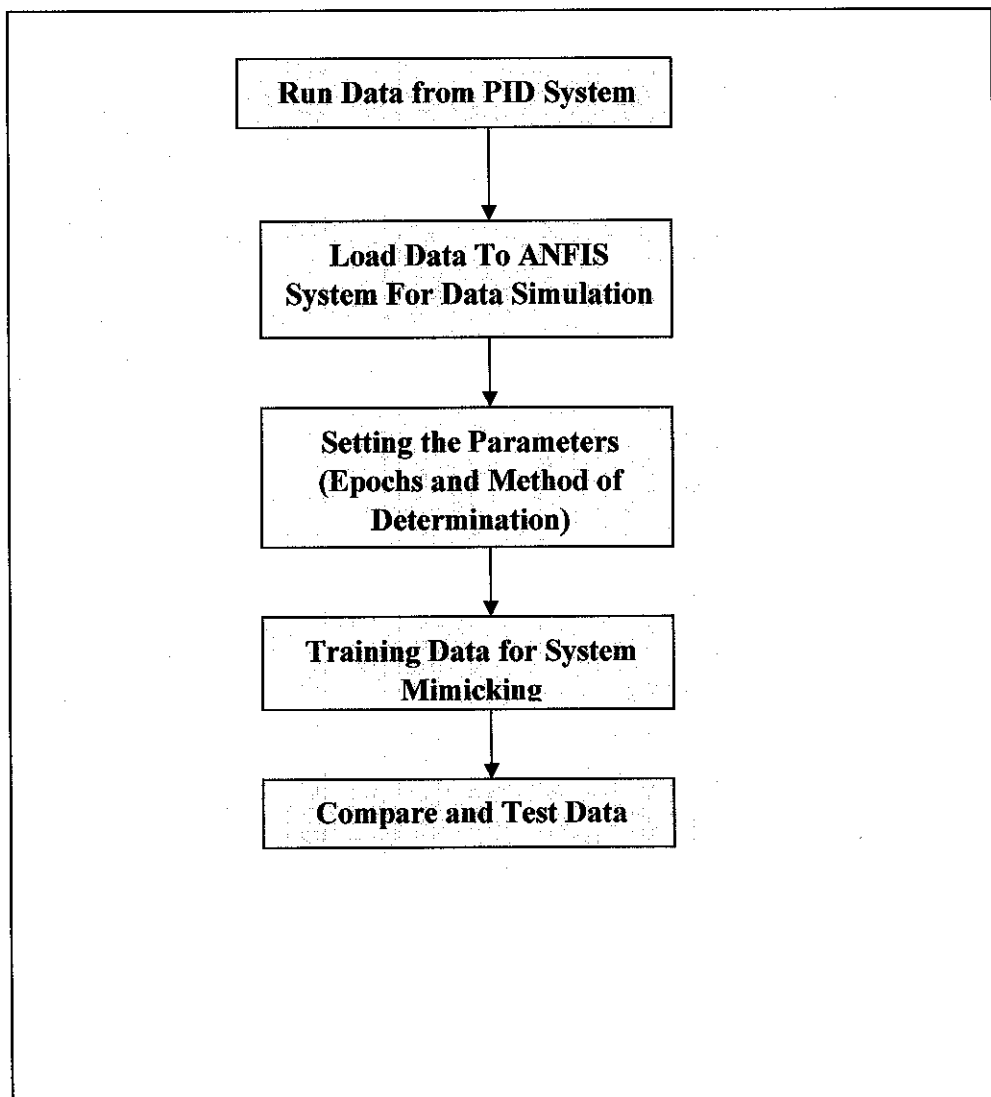 Run Data from PID System
Load Data To ANFIS
System For Data Simulation
Setting the Parameters
(Epochs and Method of
Determination)
Training Data for System
Mimicking
Compare and Test Data